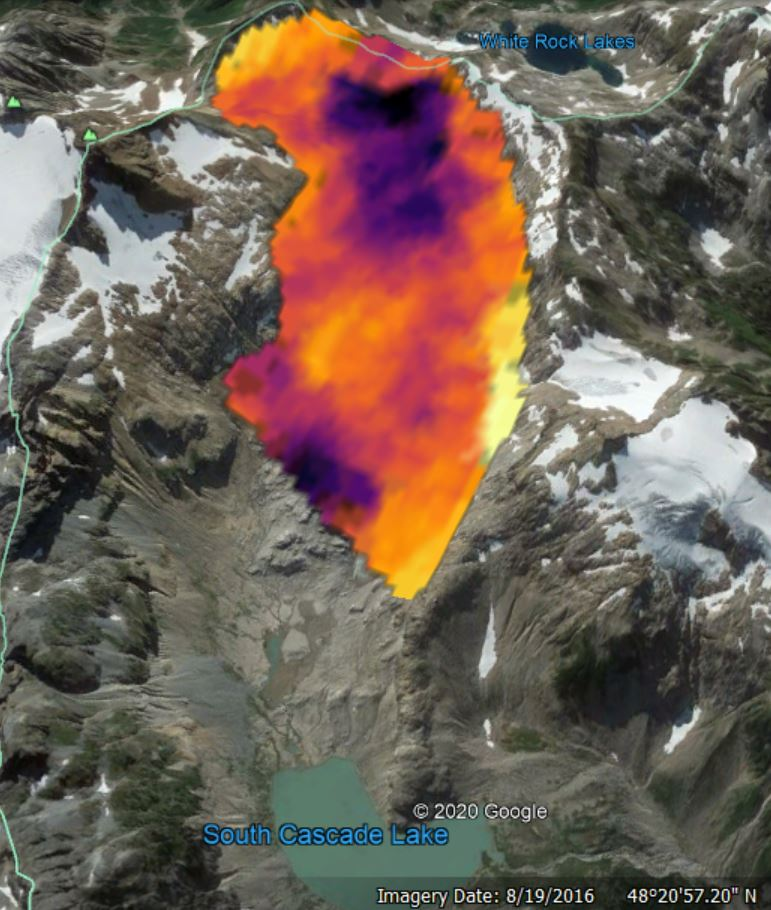 White Rock Lakes
© 2020 Google
South Cascade Lake
Imagery Date: 8/19/2016 48°20'57.20" N